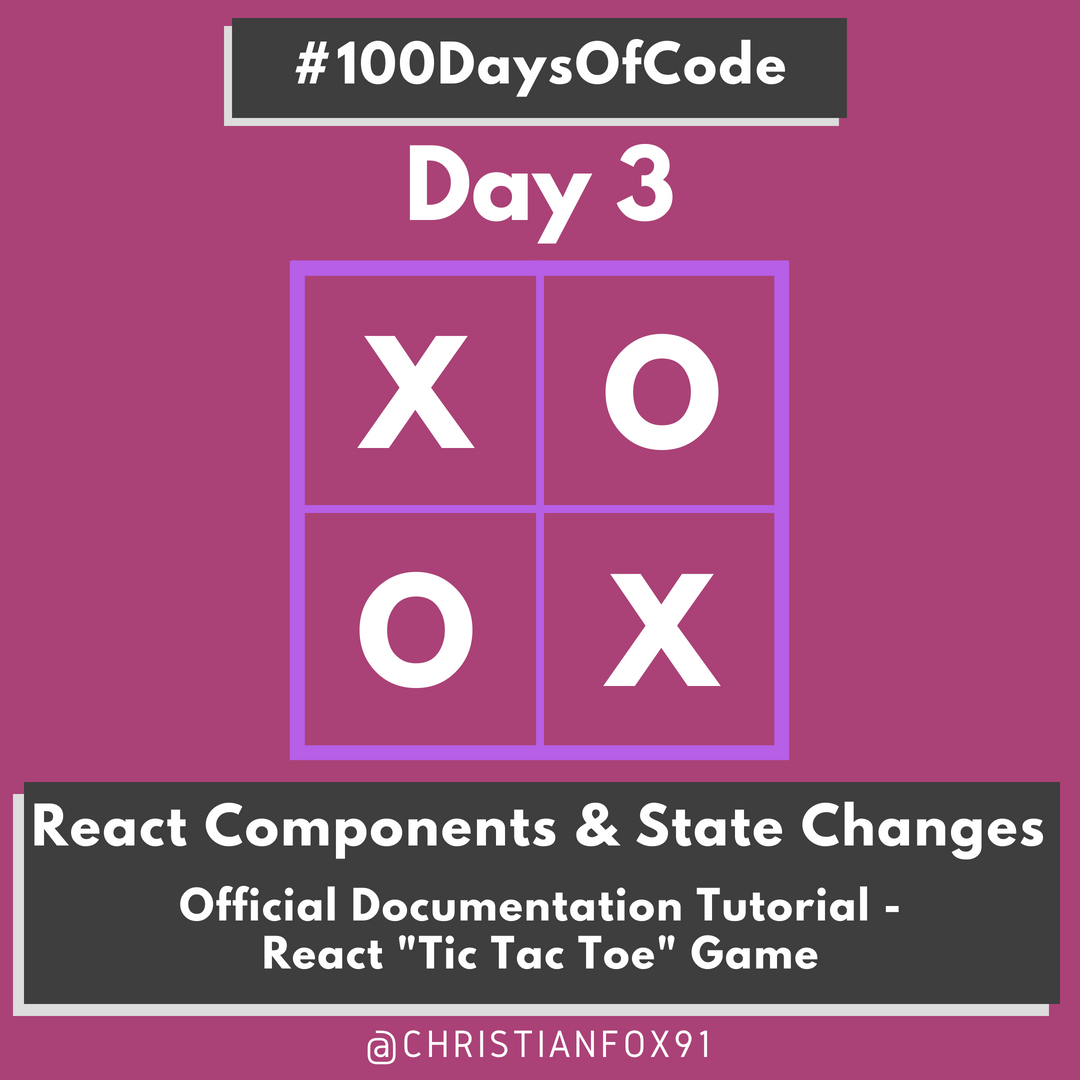 #100DaysOfCode
Day 3
X O
O X
React Components & State Changes
Official Documentation Tutorial -
React "Tic Tac Toe" Game
@CHRISTIANFOX91